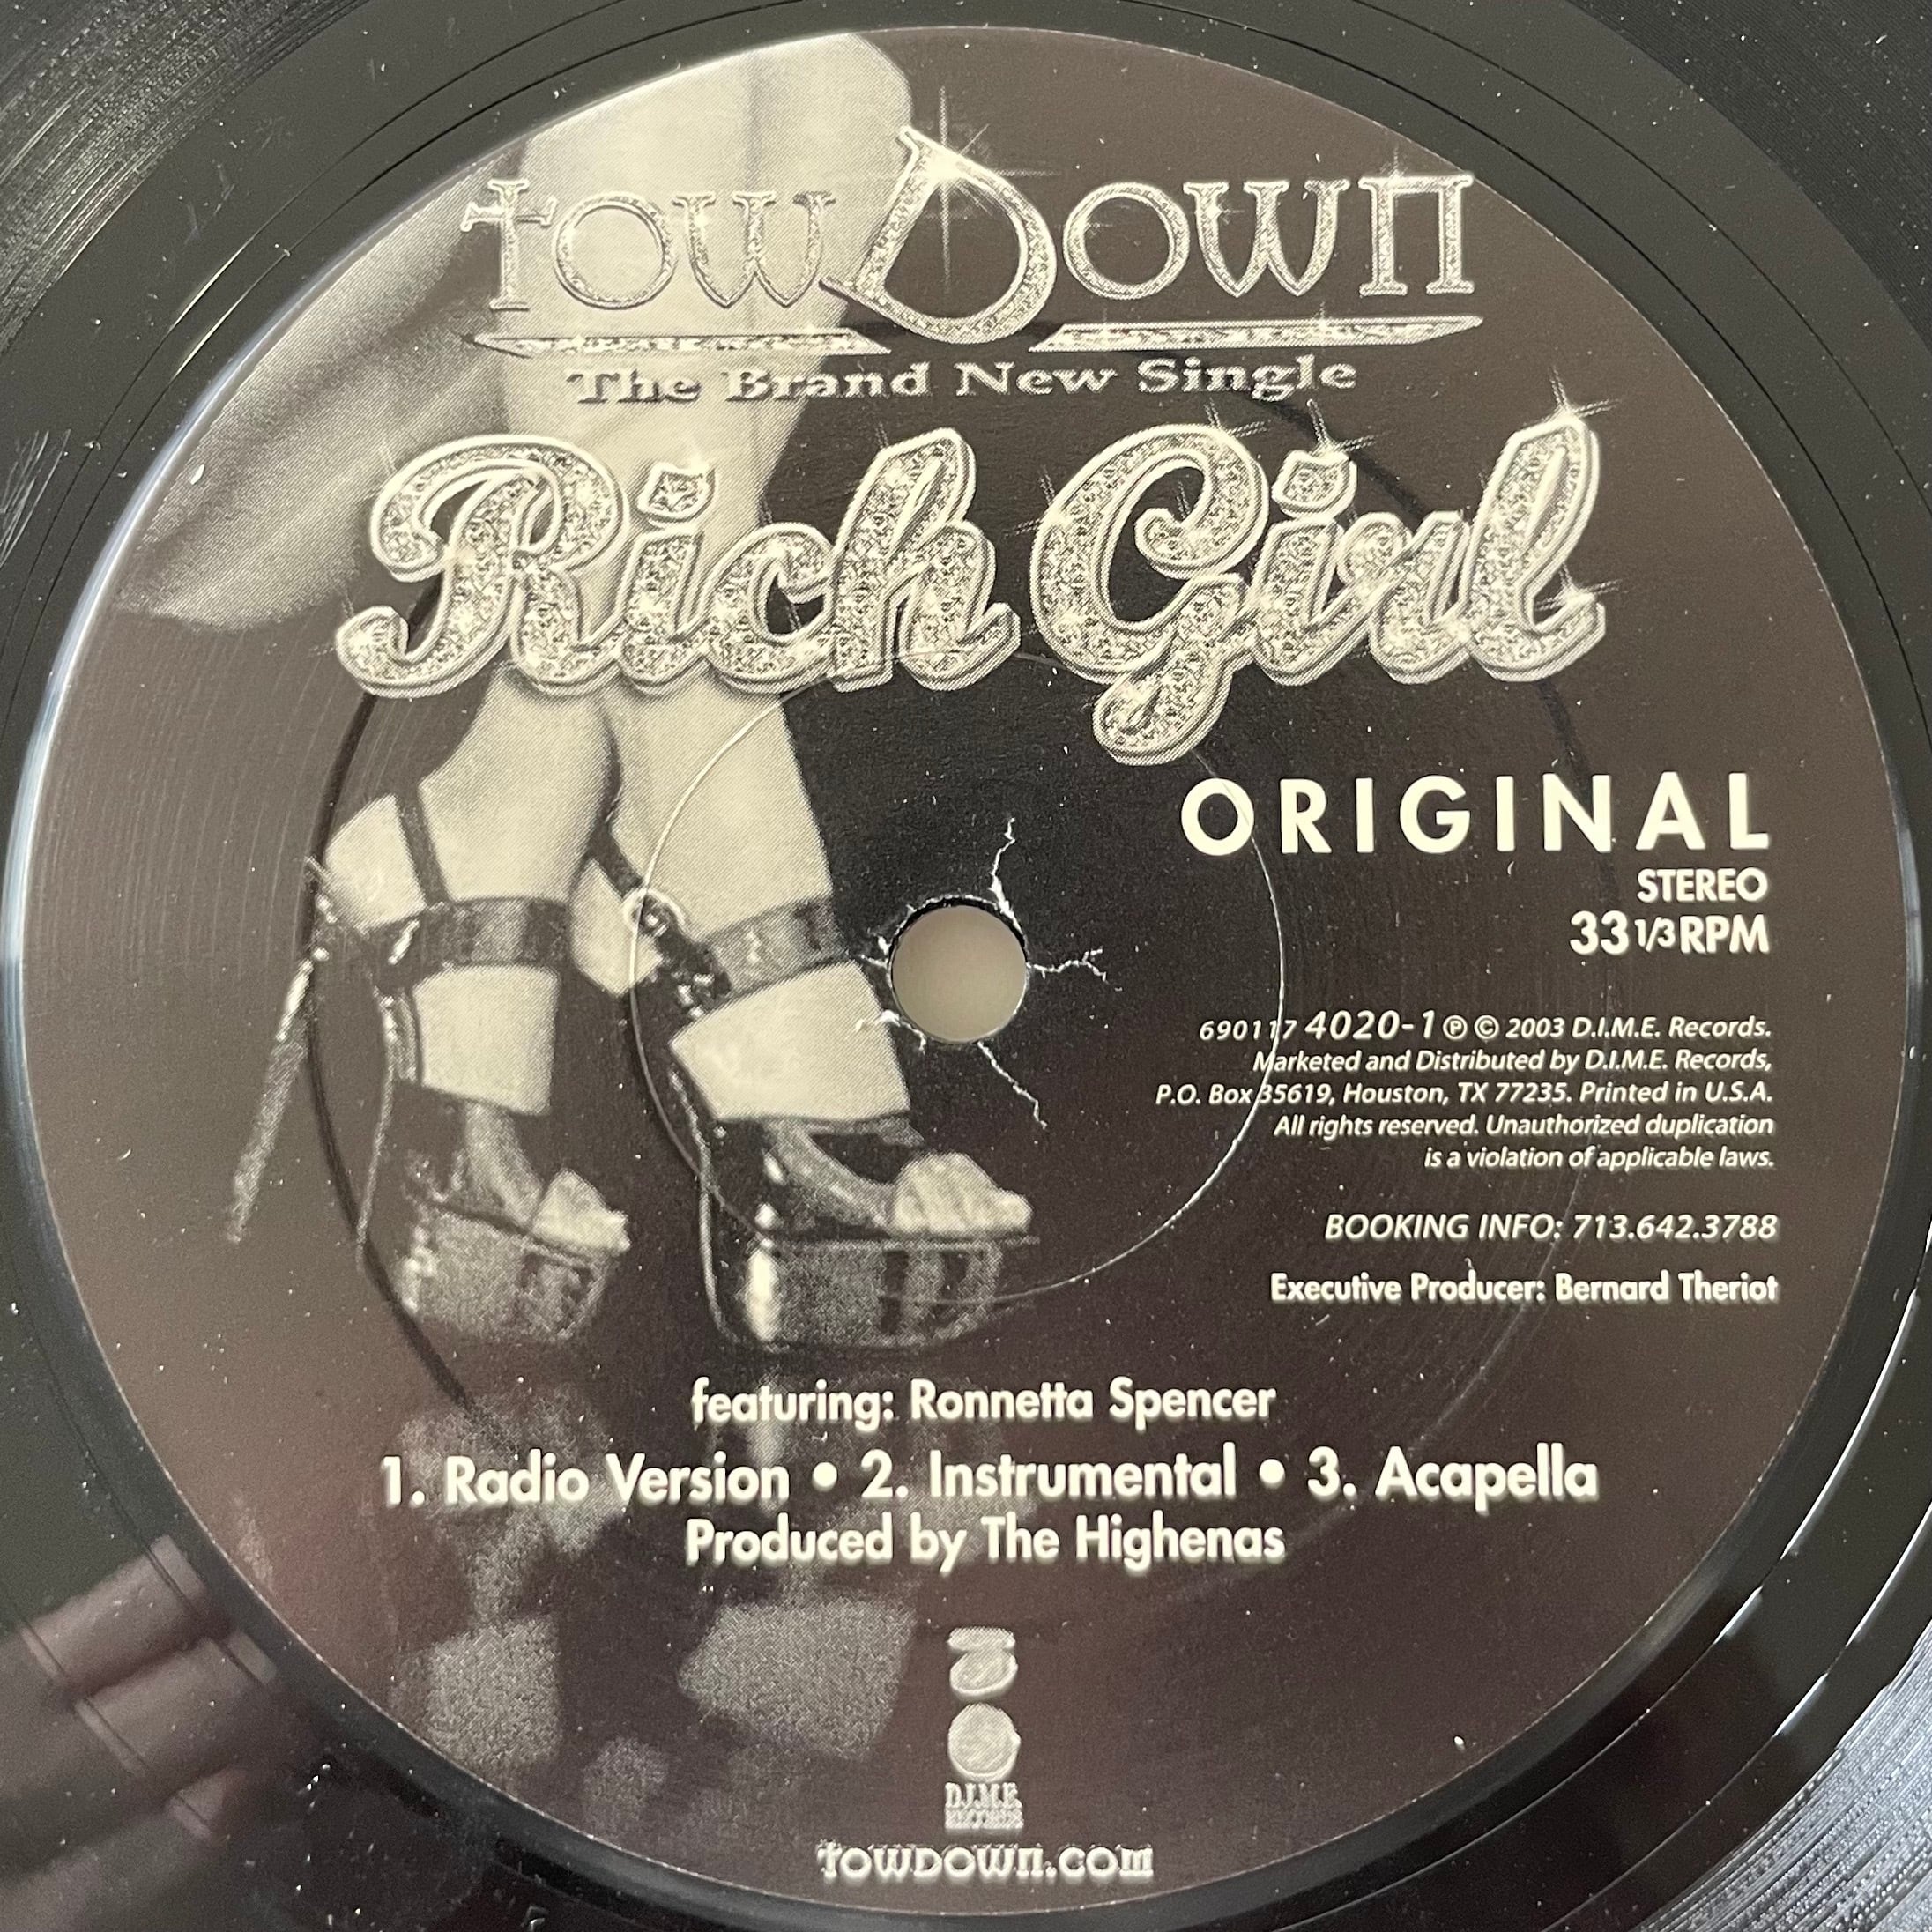 TOWDOWN
The Brand New Single
Rich Girl
ORIGINAL
STEREO
33 1/3 RPM
690117 4020-1 ℗ © 2003 D.I.M.E. Records.
Marketed and Distributed by D.I.M.E. Records,
P.O. Box 35619, Houston, TX 77235. Printed in U.S.A.
All rights reserved. Unauthorized duplication
is a violation of applicable laws.
BOOKING INFO: 713.642.3788
Executive Producer: Bernard Theriot
featuring: Ronnetta Spencer
1. Radio Version • 2. Instrumental • 3. Acapella
Produced by The Highenas
D.I.M.E.
RECORDS
TOWDOWN.COM